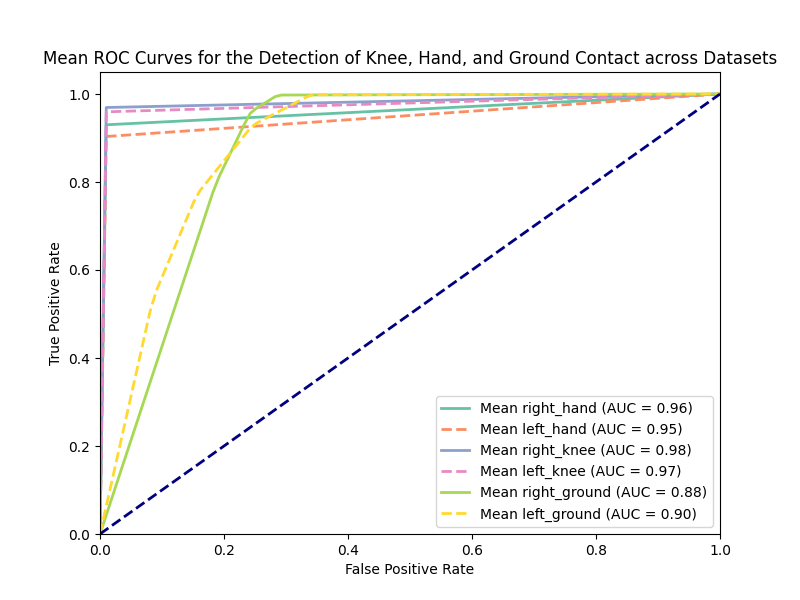 Mean ROC Curves for the Detection of Knee, Hand, and Ground Contact across Datasets
True Positive Rate
1.0
0.8
0.6
0.4
0.2
0.0
Mean right_hand (AUC = 0.96)
Mean left_hand (AUC = 0.95)
Mean right_knee (AUC = 0.98)
Mean left_knee (AUC = 0.97)
Mean right_ground (AUC = 0.88)
Mean left_ground (AUC = 0.90)
0.0 0.2 0.4 0.6 0.8 1.0
False Positive Rate